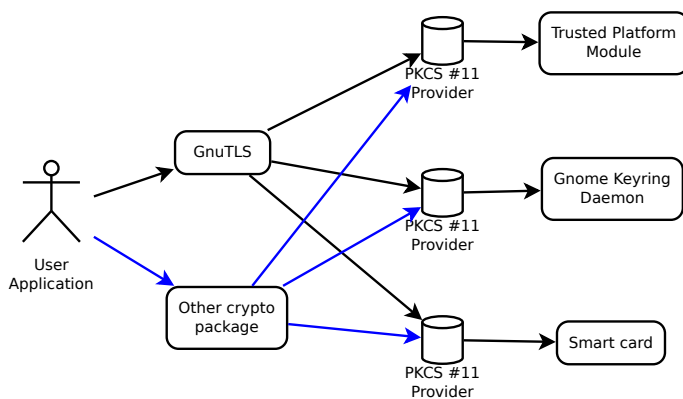 Trusted Platform
Module
PKCS #11
Provider
GnuTLS
Gnome Keyring
Daemon
PKCS #11
Provider
User
Application
Other crypto
package
Smart card
PKCS #11
Provider